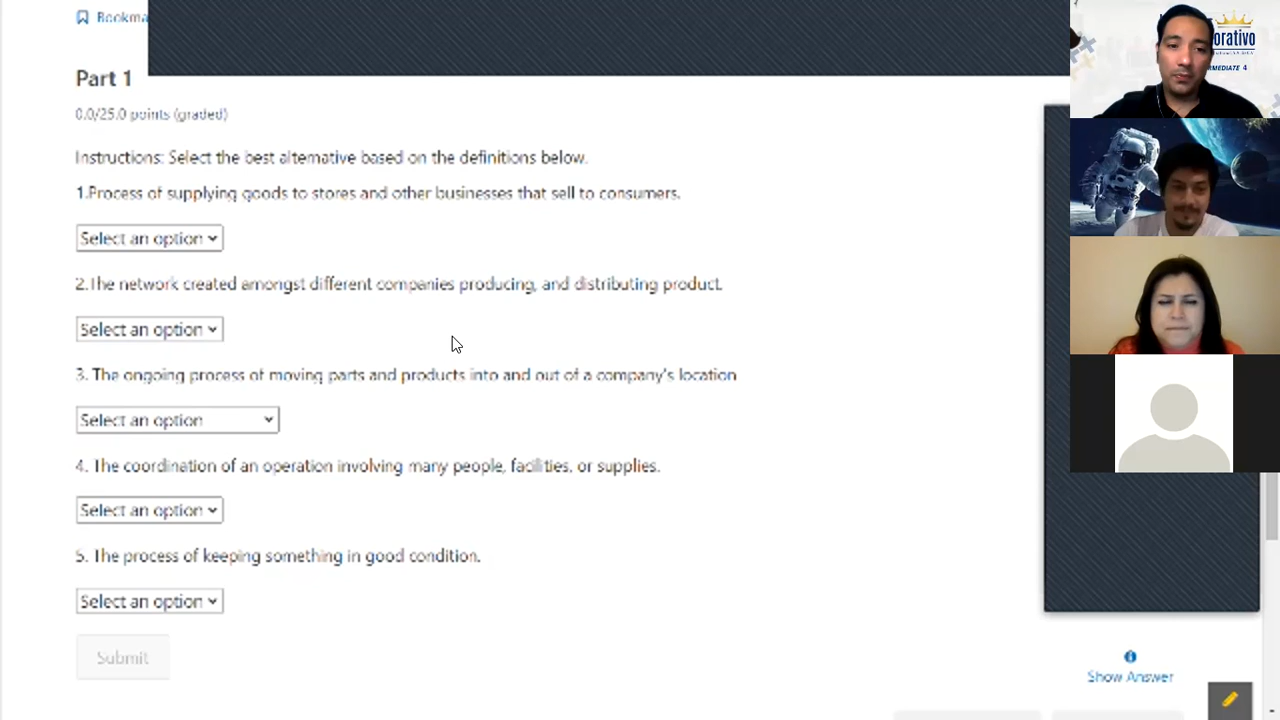 Bookma
Part 1
0.0/25.0 points (graded)
Instructions: Select the best alternative based on the definitions below.
1.Process of supplying goods to stores and other businesses that sell to consumers.
Select an option
2.The network created amongst different companies producing, and distributing product.
Select an option
3. The ongoing process of moving parts and products into and out of a company's location
Select an option
4. The coordination of an operation involving many people, facilities, or supplies.
Select an option
5. The process of keeping something in good condition.
Select an option
Submit
Show Answer
orativo
RMEDIATE 4